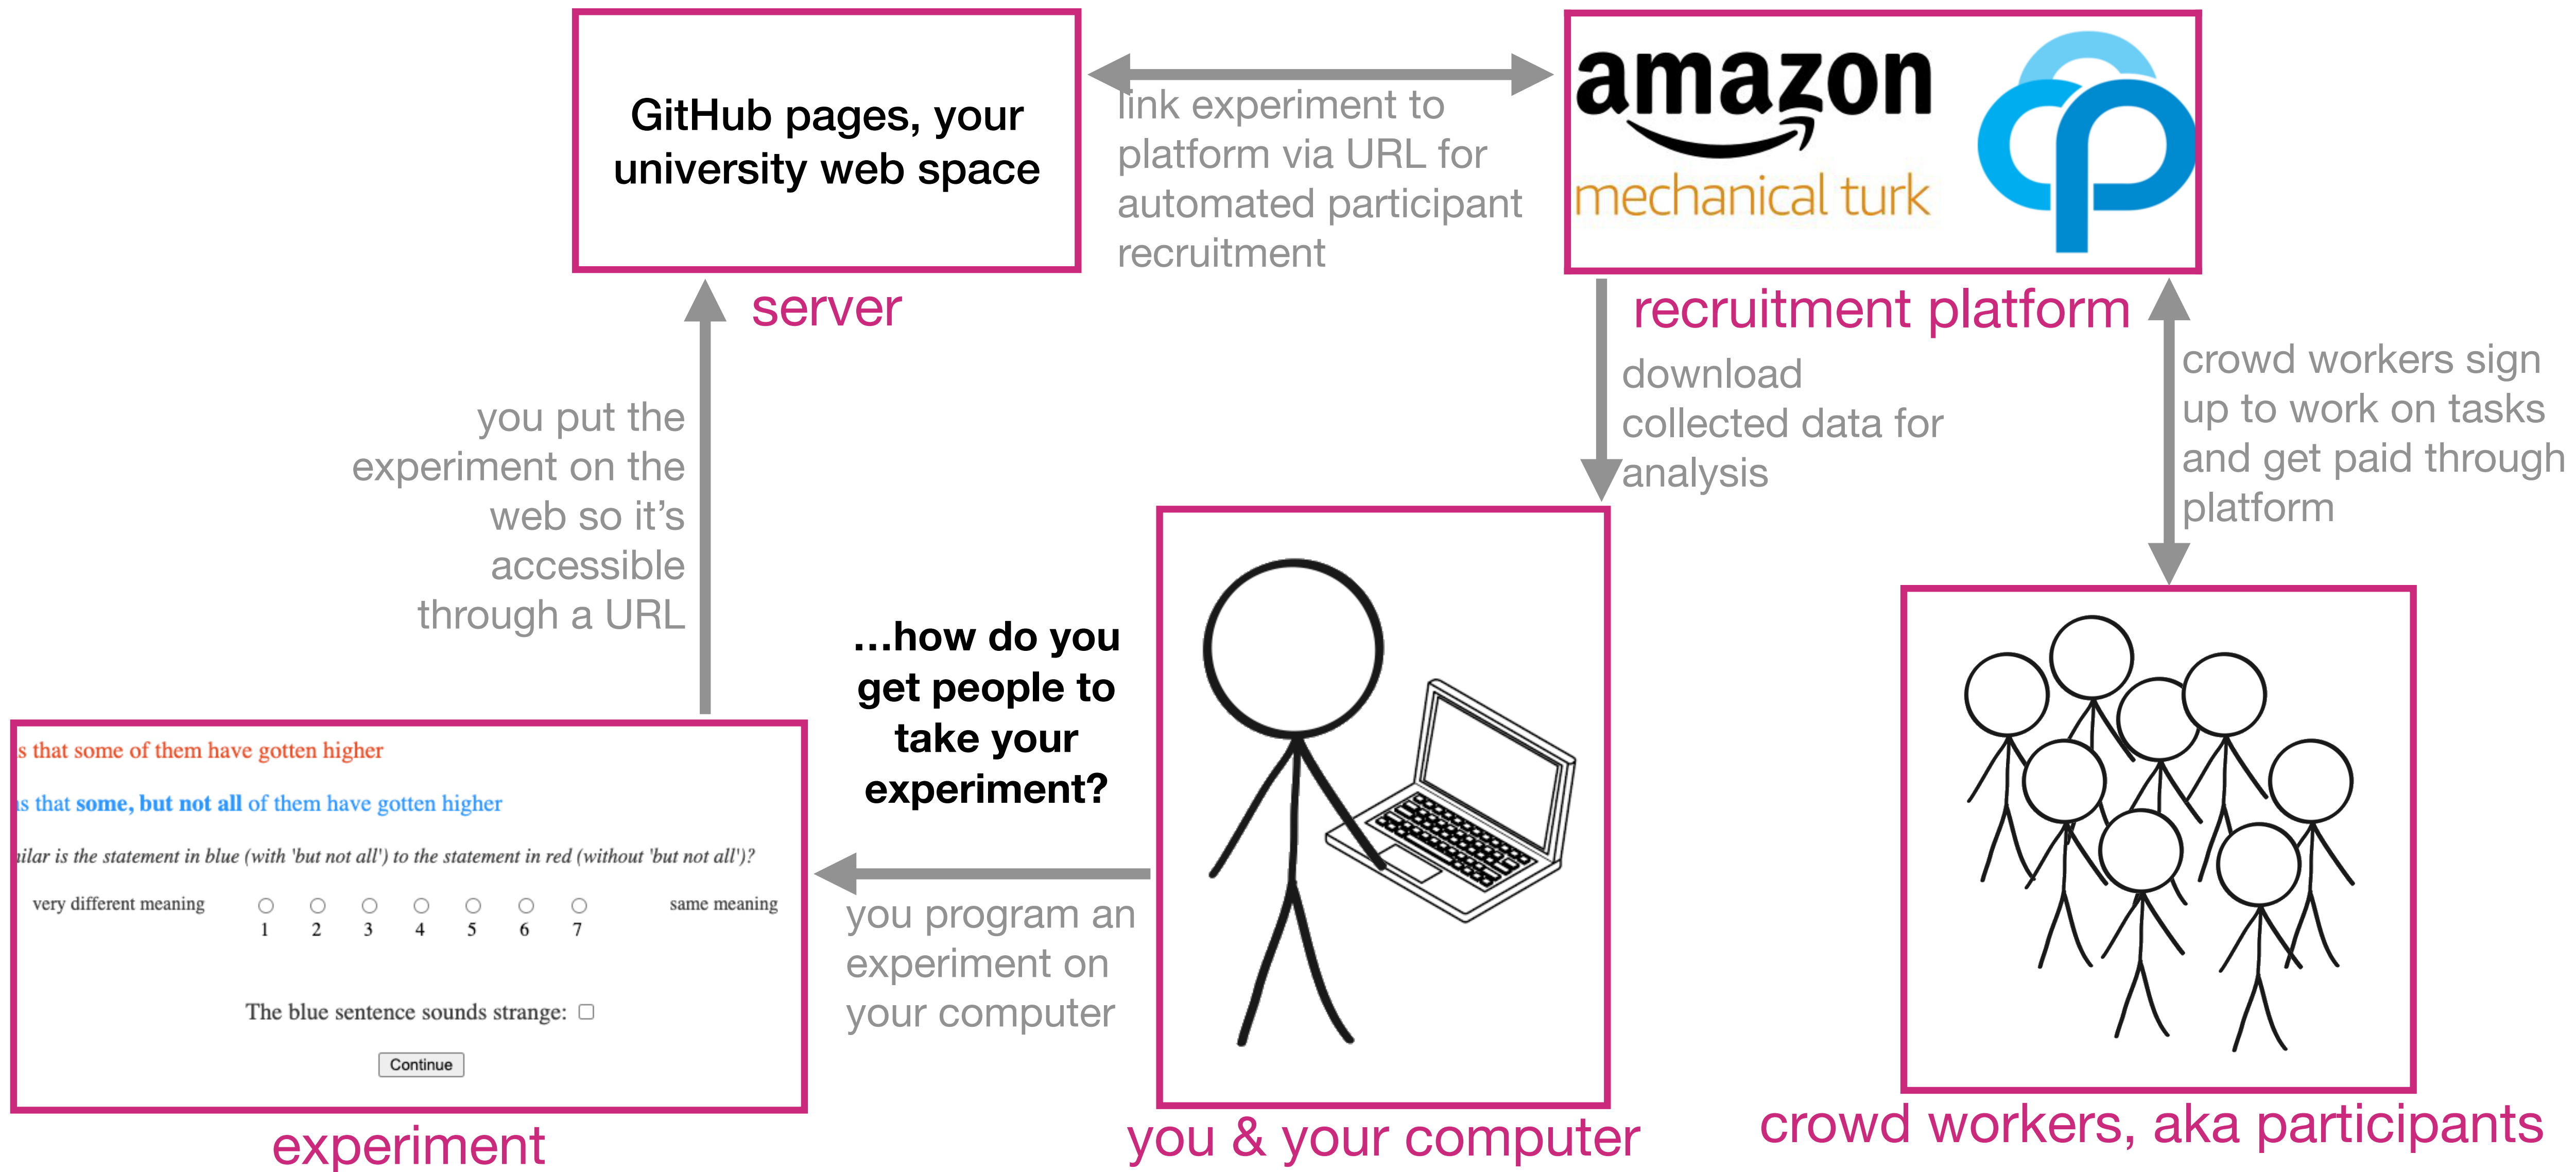 GitHub pages, your
university web space
server
link experiment to
platform via URL for
automated participant
recruitment
amazon
mechanical turk
recruitment platform
download
collected data for
analysis
crowd workers sign
up to work on tasks
and get paid through
platform
you put the
experiment on the
web so it’s
accessible
through a URL
…how do you
get people to
take your
experiment?
you program an
experiment on
your computer
s that some of them have gotten higher
s that some, but not all of them have gotten higher
ilar is the statement in blue (with 'but not all') to the statement in red (without 'but not all')?
very different meaning
same meaning
1 2 3 4 5 6 7
The blue sentence sounds strange:
Continue
experiment
you & your computer
crowd workers, aka participants